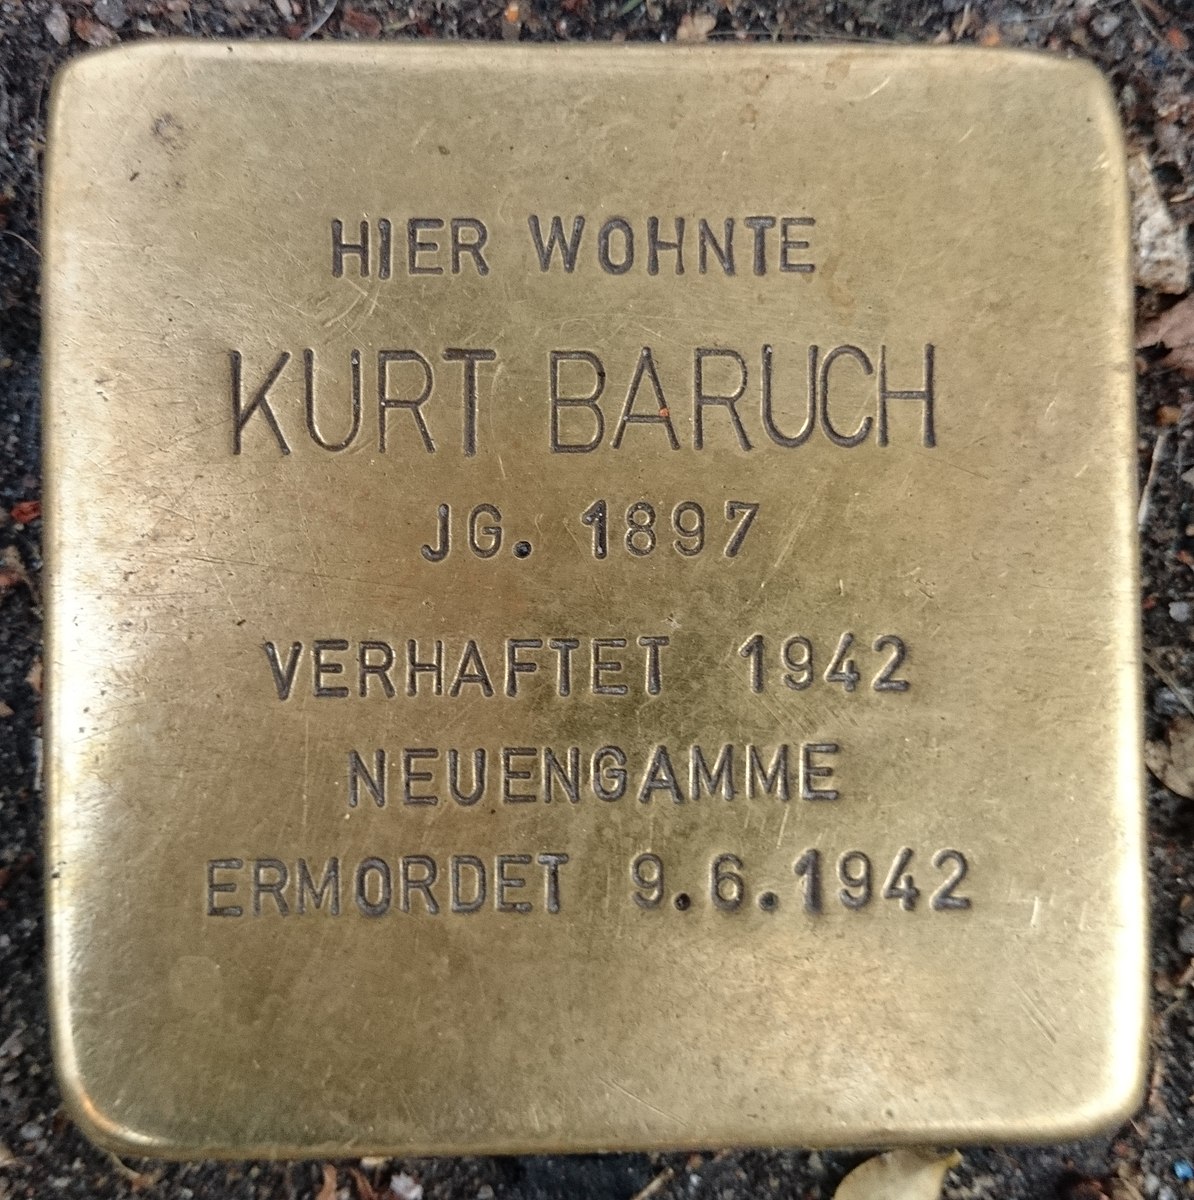 HIER WOHNTE
KURT BARUCH
JG. 1897
VERHAFTET 1942
NEUENGAMME
ERMORDET 9.6.1942